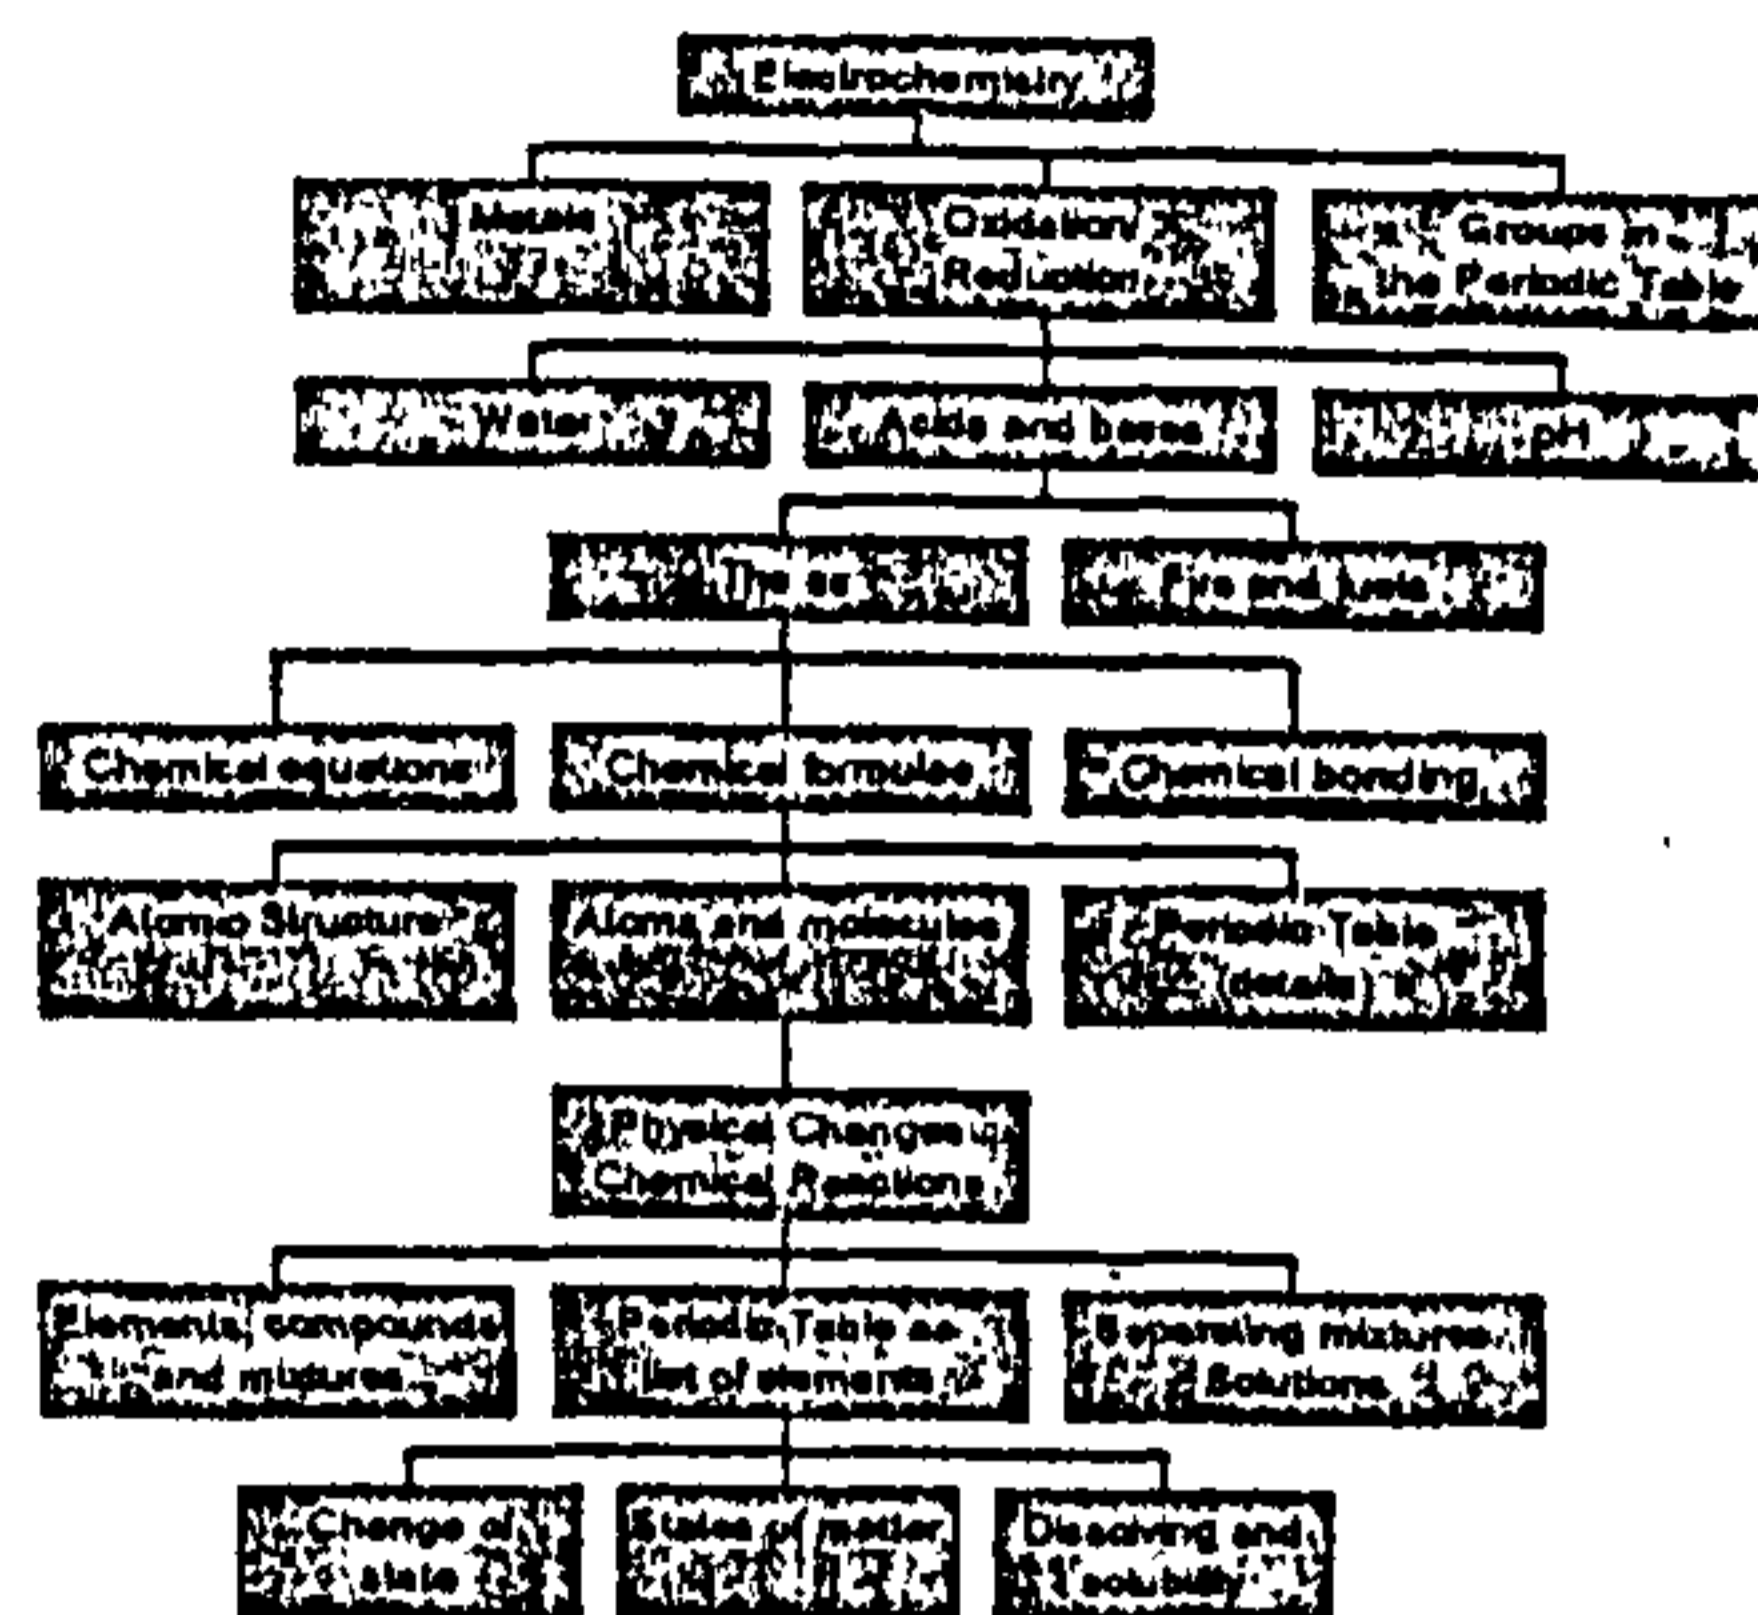 Electrochemistry
Metals
Oxidation/
Reduction
Groups in
the Periodic Table
Water
Acids and bases
pH
The air
Fire and fuels
Chemical equations
Chemical formulae
Chemical bonding
Atomic Structure
Atoms and molecules
Periodic Table
(details)
Physical Changes
Chemical Reactions
Elements, compounds
and mixtures
Periodic Table as
list of elements
Separating mixtures
Solutions
Change of
state
States of matter
Dissolving and
solubility